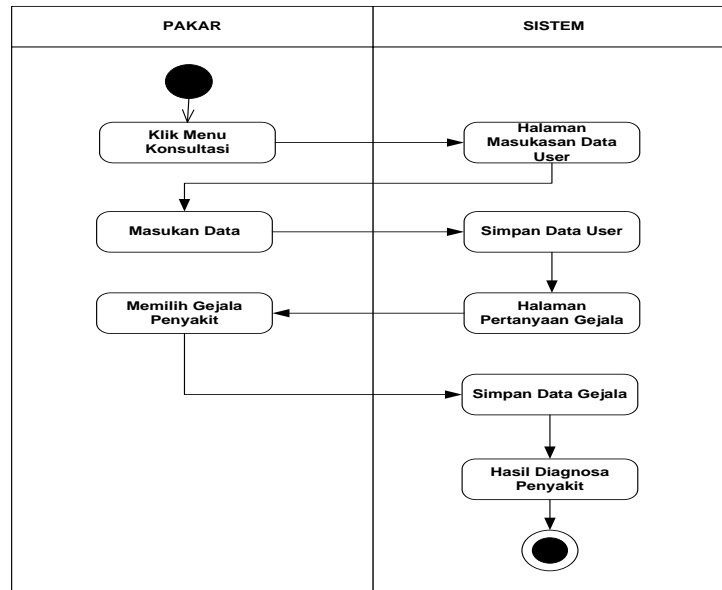 PAKAR
SISTEM
Klik Menu
Konsultasi
Halaman
Masukasan Data
User
Masukan Data
Simpan Data User
Memilih Gejala
Penyakit
Halaman
Pertanyaan Gejala
Simpan Data Gejala
Hasil Diagnosa
Penyakit